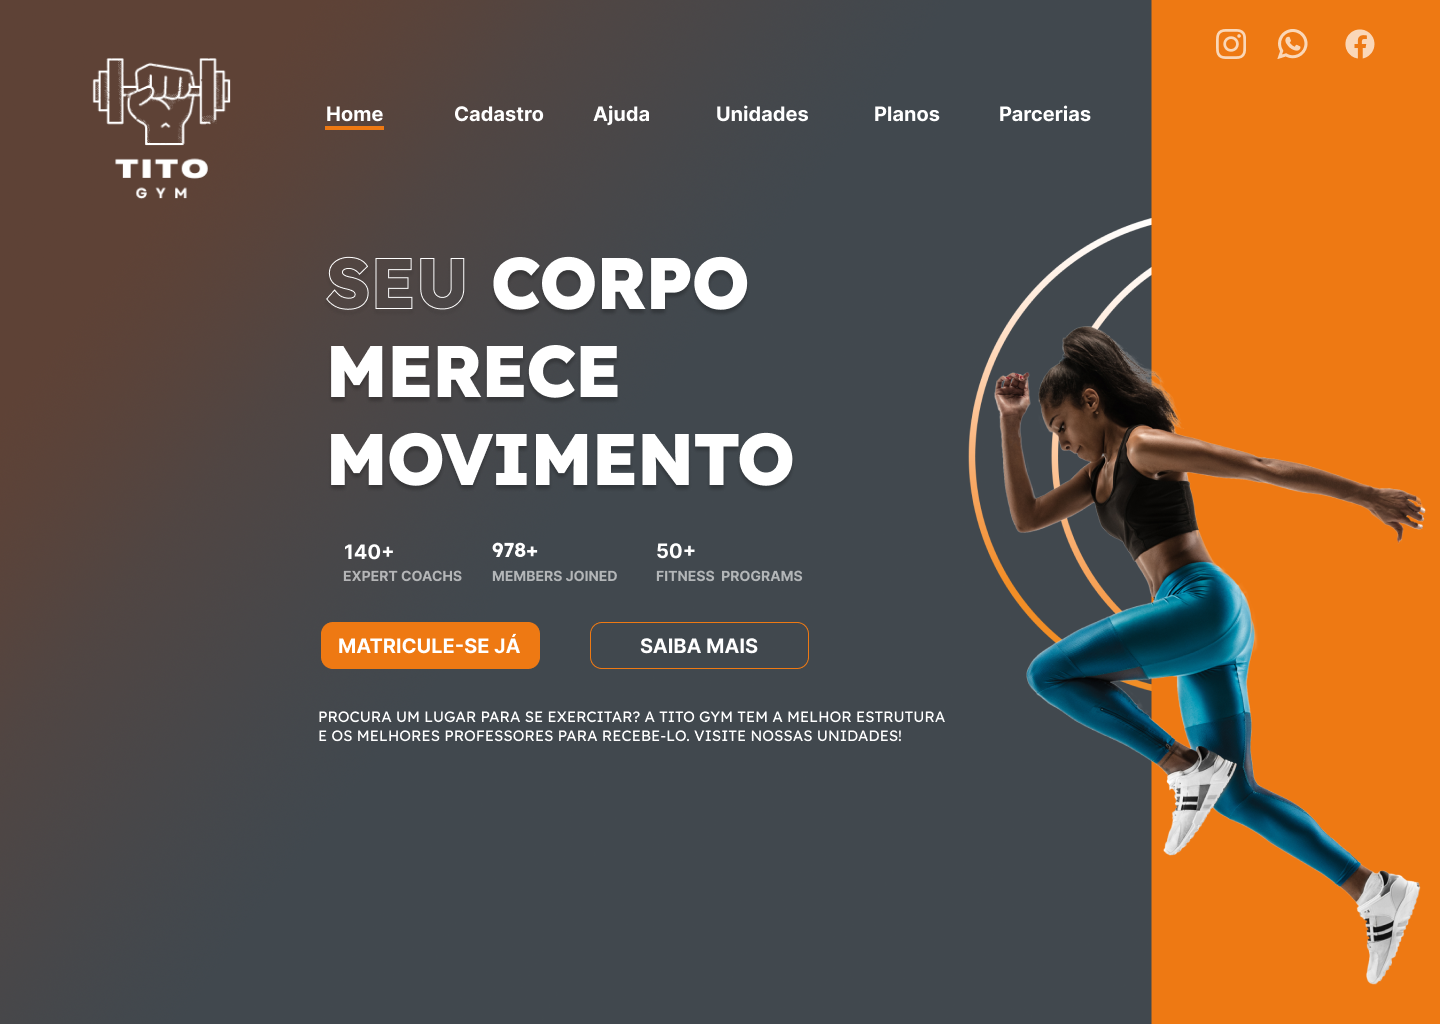 TITO
GYM
Home Cadastro Ajuda Unidades Planos Parcerias
SEU CORPO
MERECE
MOVIMENTO
140+ 978+ 50+
EXPERT COACHS MEMBERS JOINED FITNESS PROGRAMS
MATRICULE-SE JÁ SAIBA MAIS
PROCURA UM LUGAR PARA SE EXERCITAR? A TITO GYM TEM A MELHOR ESTRUTURA
E OS MELHORES PROFESSORES PARA RECEBE-LO. VISITE NOSSAS UNIDADES!